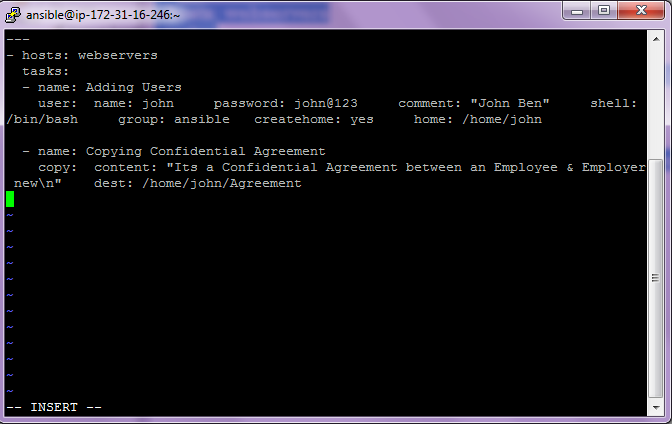 ansible@ip-172-31-16-246:~
---
- hosts: webservers
  tasks:
  - name: Adding Users
    user:  name: john     password: john@123     comment: "John Ben"     shell:
/bin/bash     group: ansible   createhome: yes     home: /home/john

  - name: Copying Confidential Agreement
    copy:  content: "Its a Confidential Agreement between an Employee & Employer
 new\n"    dest: /home/john/Agreement

~
~
~
~
~
~
~
~
~
~
~
~
-- INSERT --